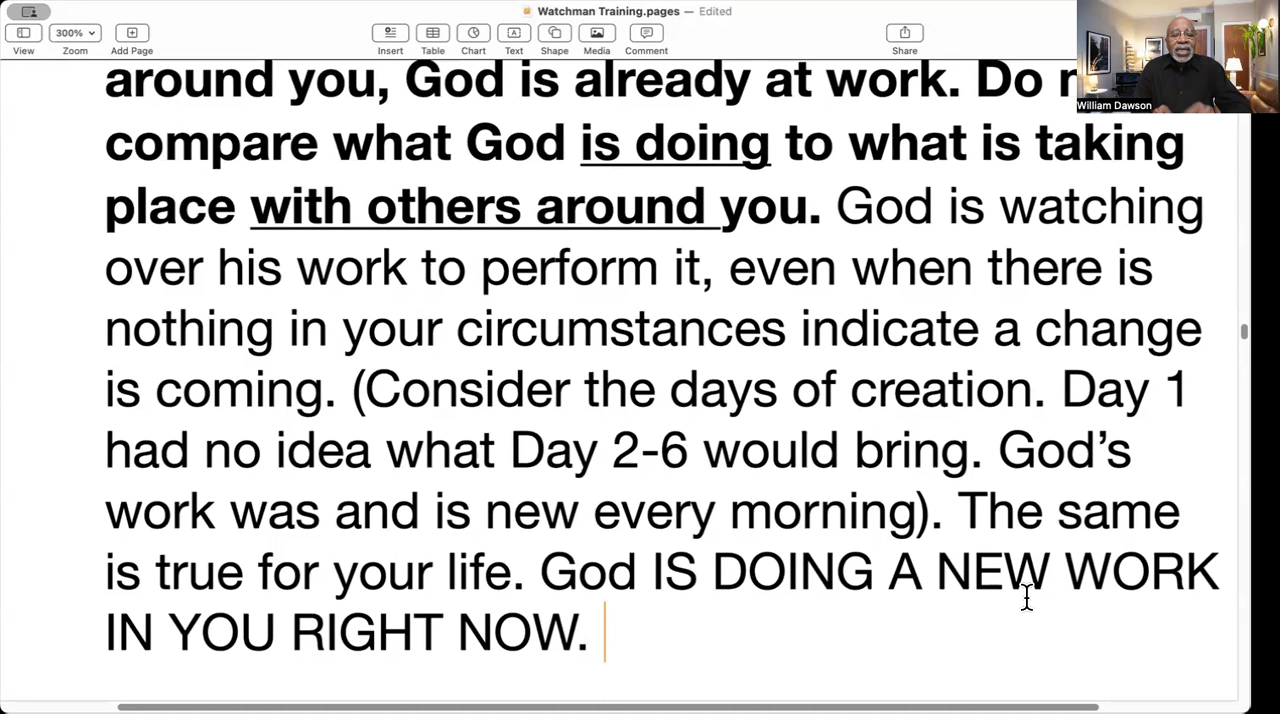 Watchman Training.pages — Edited
300%
View
Zoom
Add Page
Insert
Table
Chart
Text
Shape
Media
Comment
Share
William Dawson
around you, God is already at work. Do
compare what God is doing to what is taking
place with others around you. God is watching
over his work to perform it, even when there is
nothing in your circumstances indicate a change
is coming. (Consider the days of creation. Day 1
had no idea what Day 2-6 would bring. God’s
work was and is new every morning). The same
is true for your life. God IS DOING A NEW WORK
IN YOU RIGHT NOW.